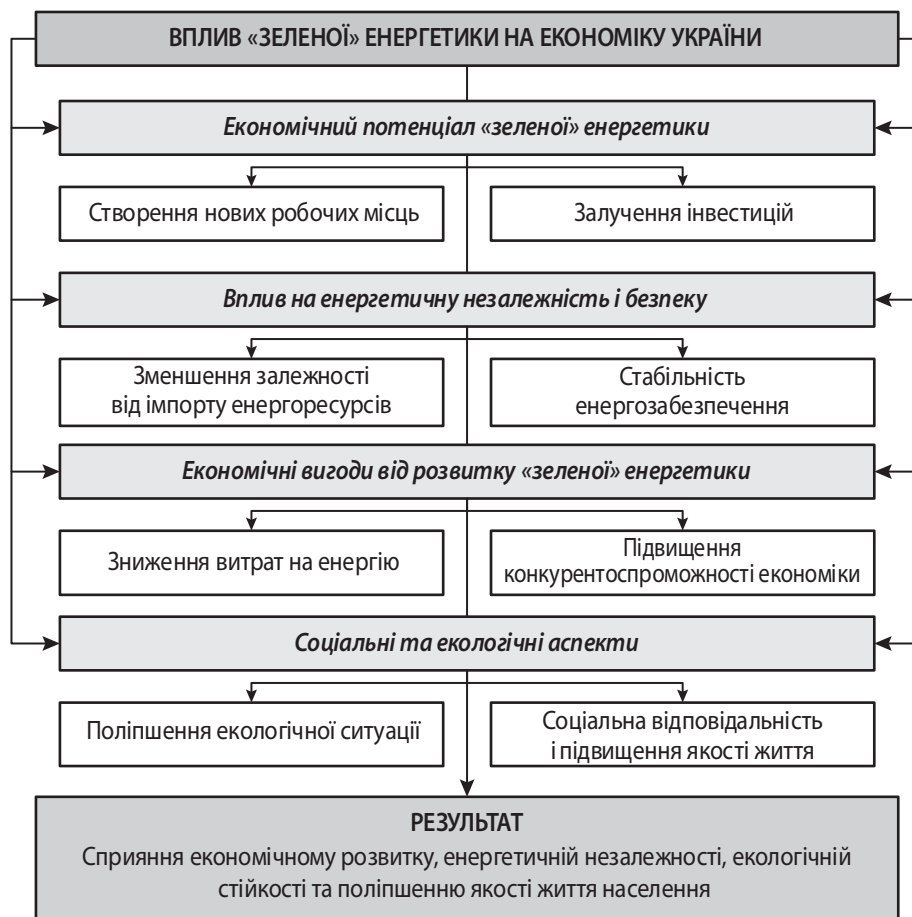 ВПЛИВ «ЗЕЛЕНОЇ» ЕНЕРГЕТИКИ НА ЕКОНОМІКУ УКРАЇНИ
Економічний потенціал «зеленої» енергетики
Створення нових робочих місць
Залучення інвестицій
Вплив на енергетичну незалежність і безпеку
Зменшення залежності
від імпорту енергоресурсів
Стабільність
енергозабезпечення
Економічні вигоди від розвитку «зеленої» енергетики
Зниження витрат на енергію
Підвищення
конкурентоспроможності економіки
Соціальні та екологічні аспекти
Поліпшення екологічної ситуації
Соціальна відповідальність
і підвищення якості життя
РЕЗУЛЬТАТ
Сприяння економічному розвитку, енергетичній незалежності, екологічній
стійкості та поліпшенню якості життя населення